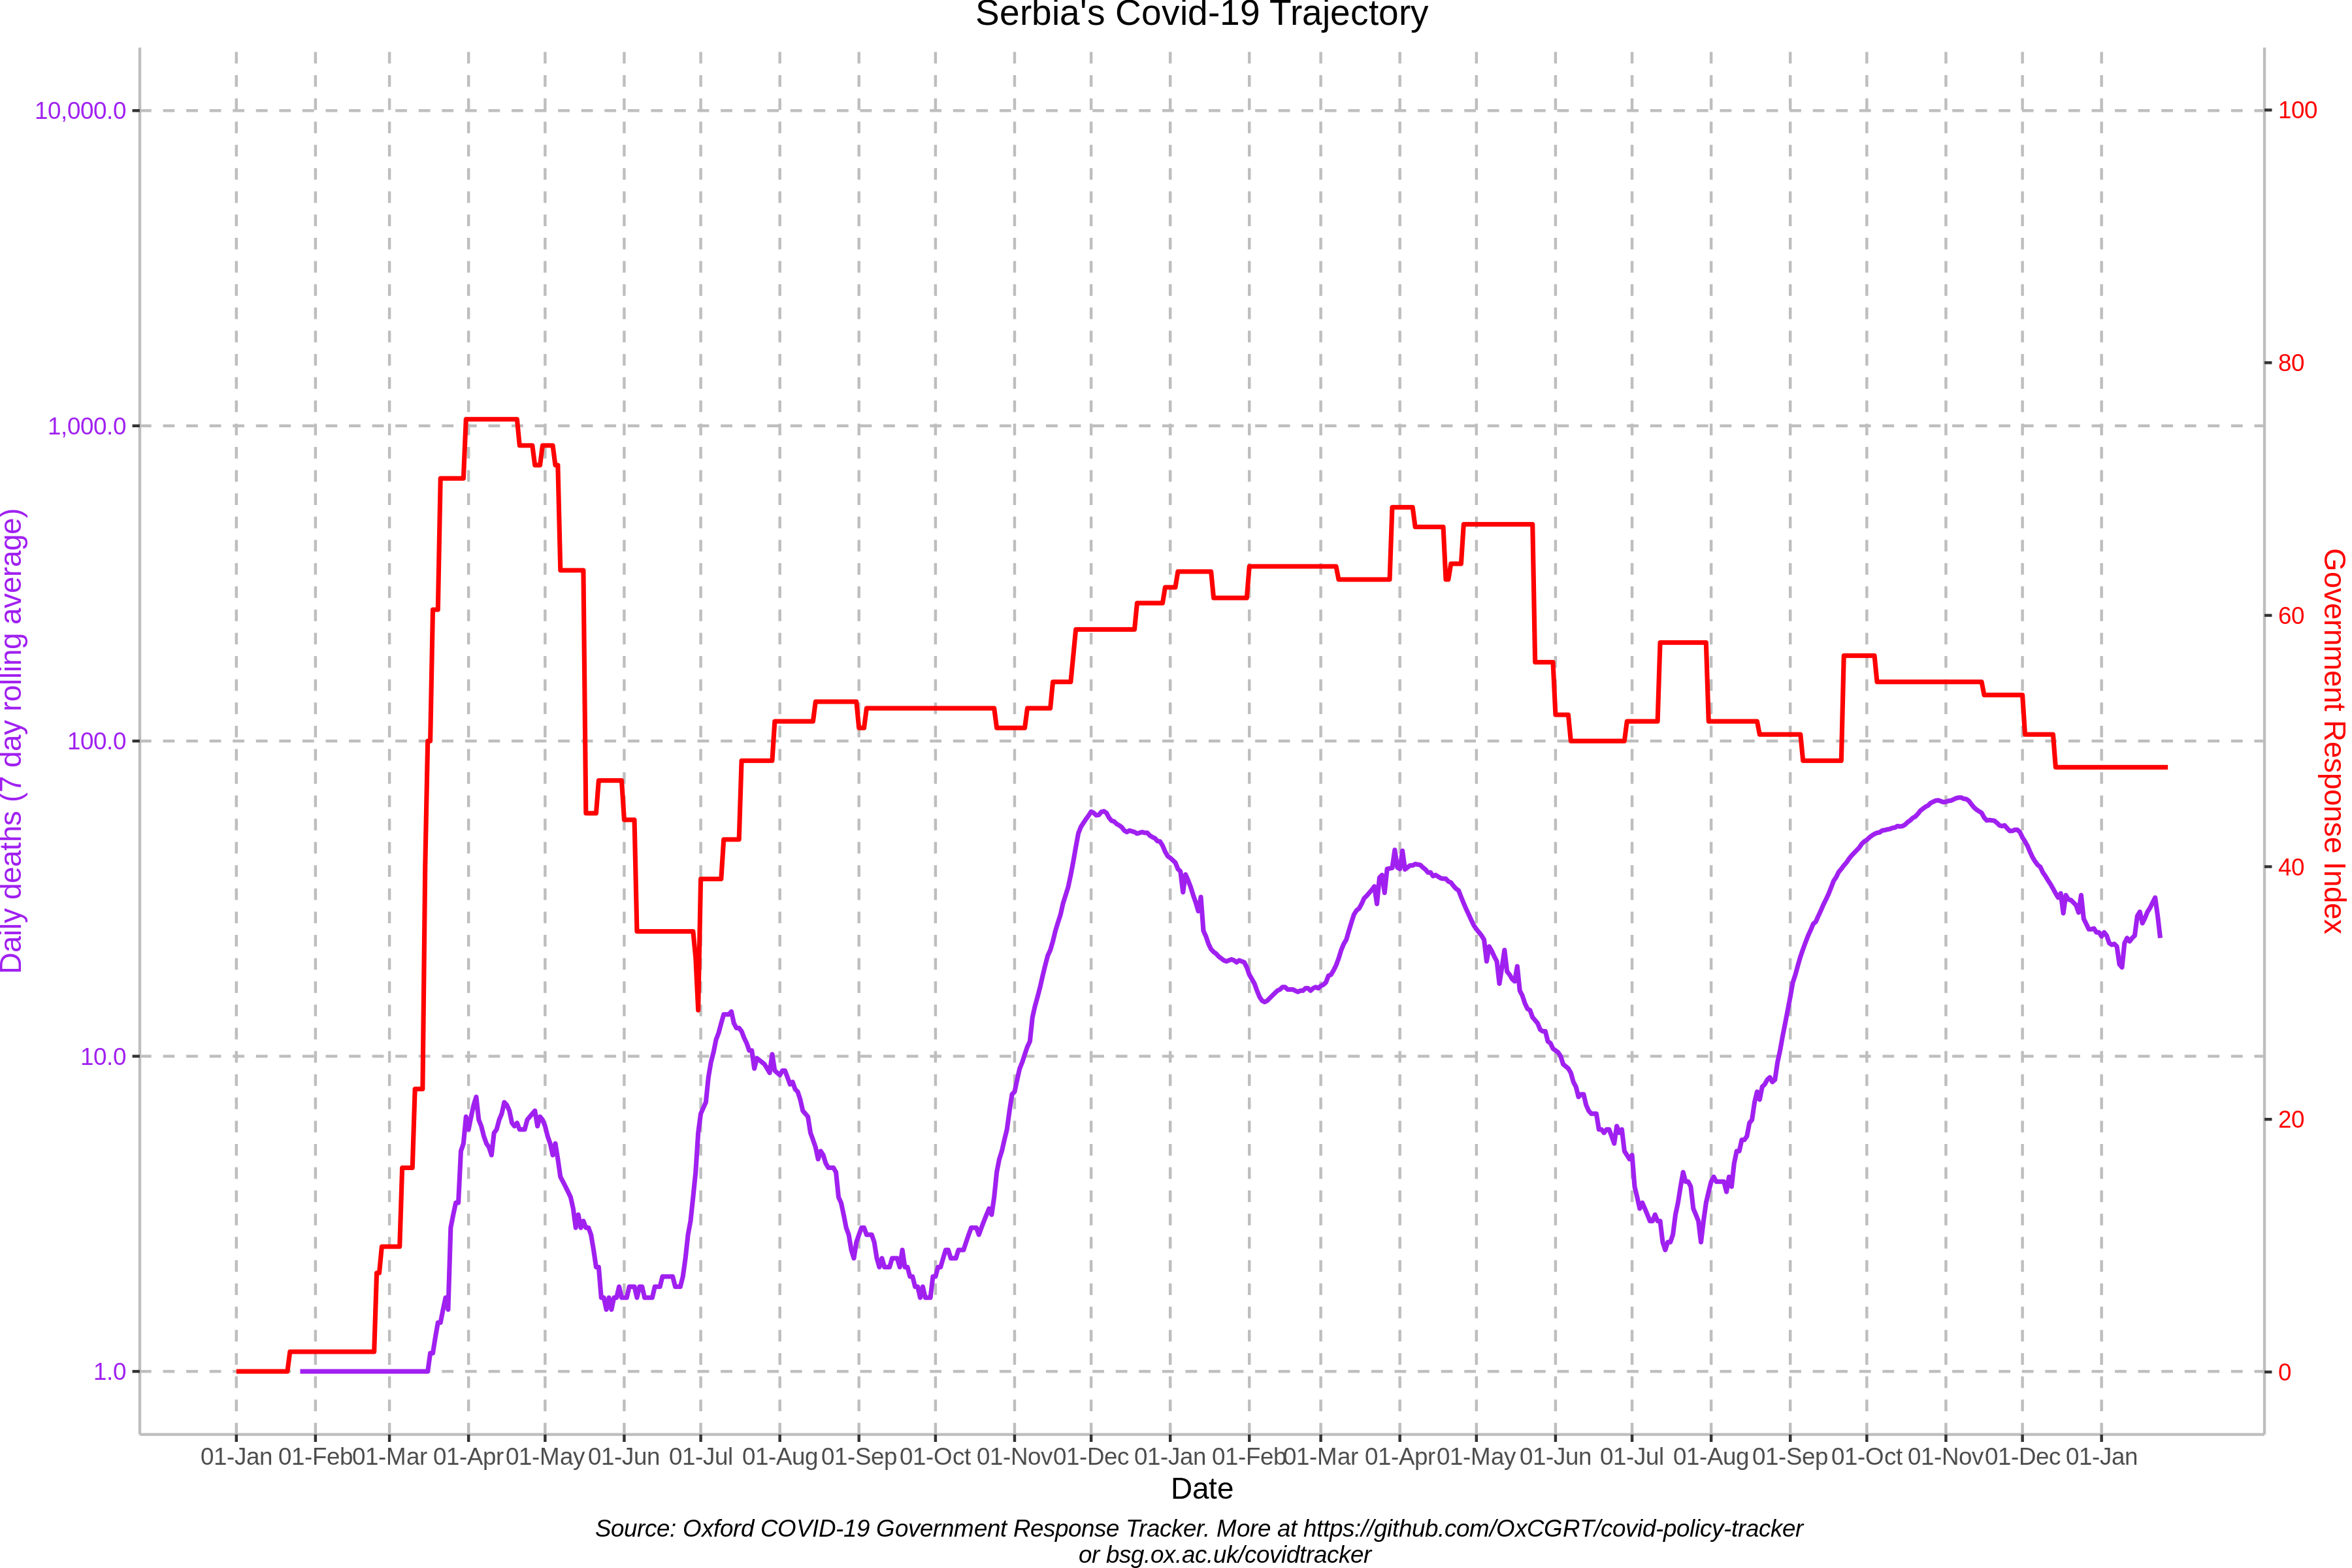 Serbia's Covid-19 Trajectory
10,000.0
1,000.0
100.0
10.0
1.0
Daily deaths (7 day rolling average)
100
80
60
40
20
0
Government Response Index
01-Jan 01-Feb 01-Mar 01-Apr 01-May 01-Jun 01-Jul 01-Aug 01-Sep 01-Oct 01-Nov 01-Dec 01-Jan 01-Feb 01-Mar 01-Apr 01-May 01-Jun 01-Jul 01-Aug 01-Sep 01-Oct 01-Nov 01-Dec 01-Jan
Date
Source: Oxford COVID-19 Government Response Tracker. More at https://github.com/OxCGRT/covid-policy-tracker
or bsg.ox.ac.uk/covidtracker